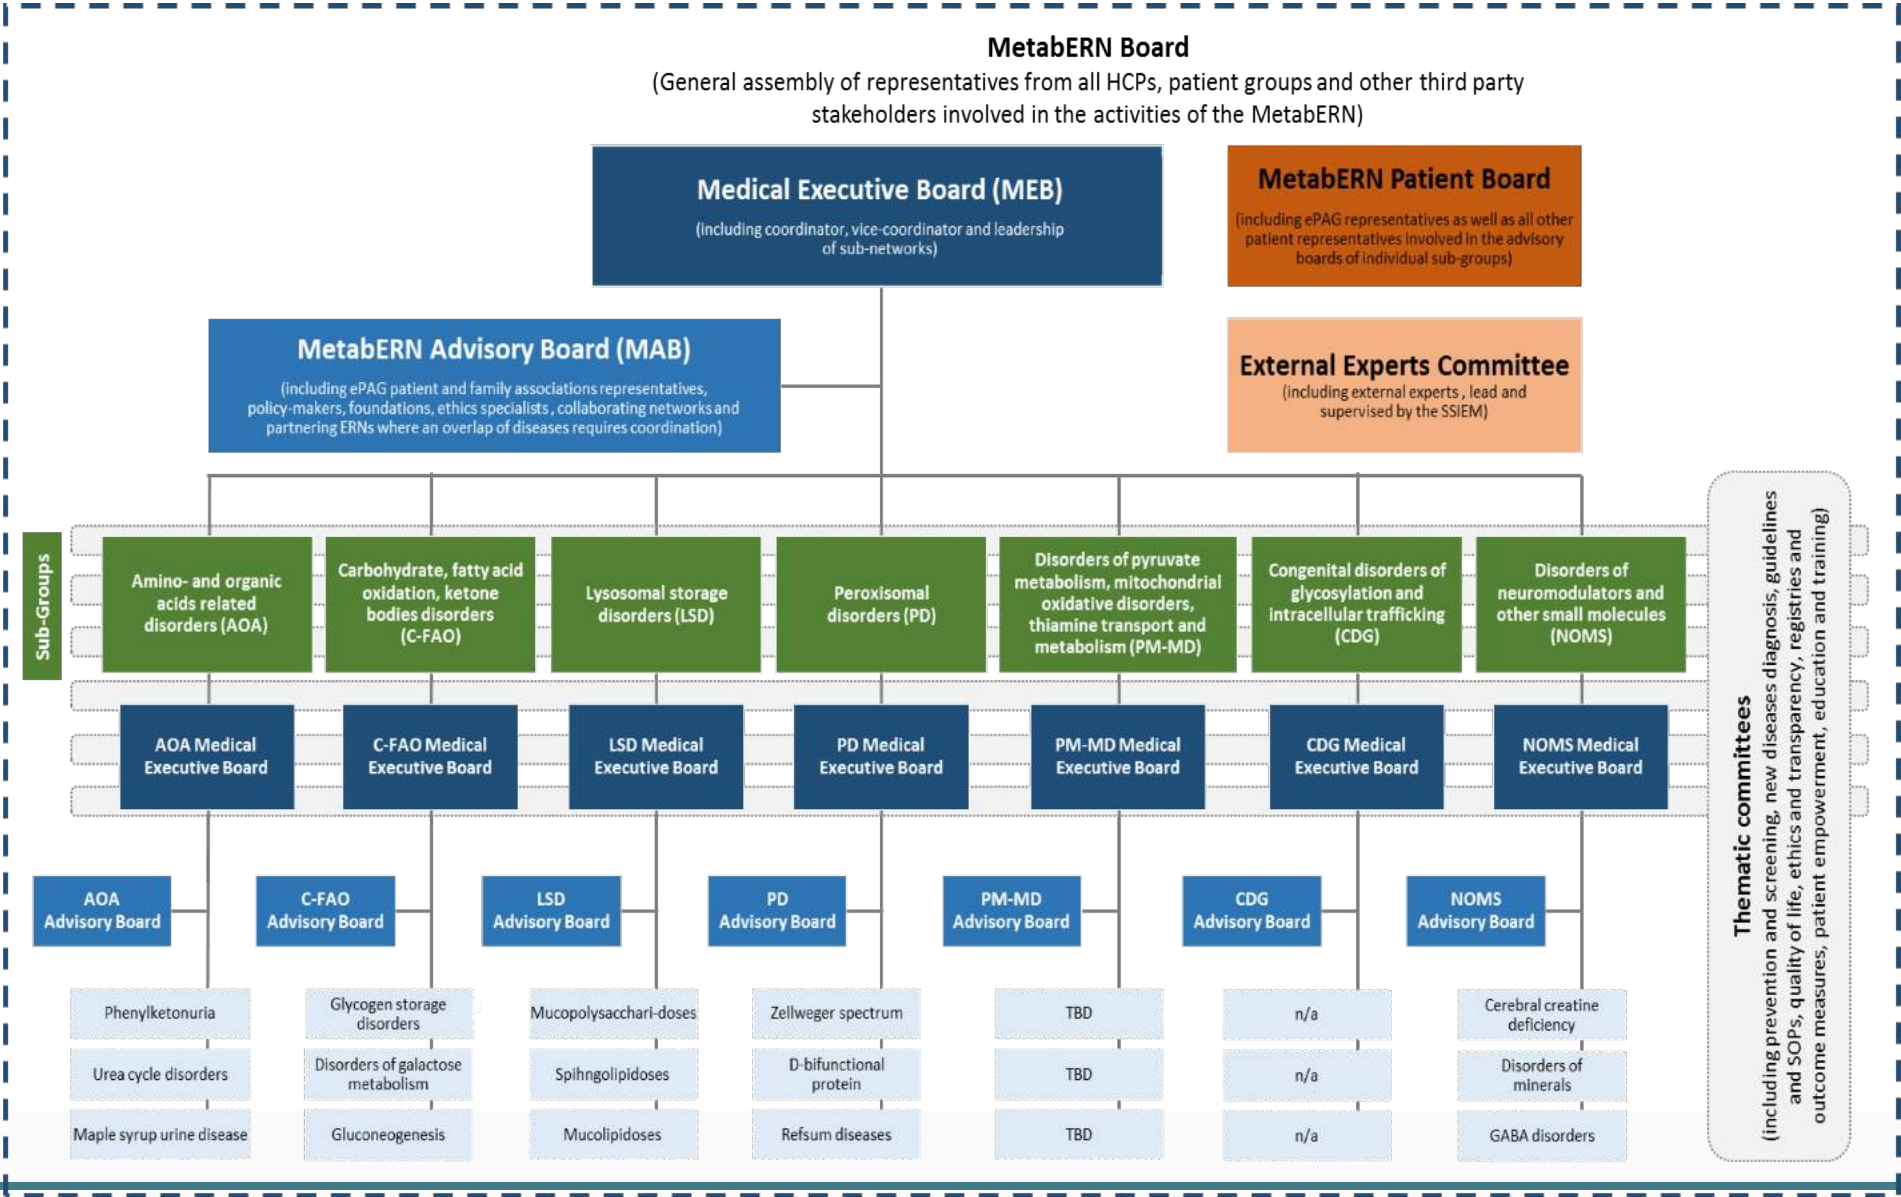 MetabERN Board
(General assembly of representatives from all HCPs, patient groups and other third party
stakeholders involved in the activities of the MetabERN)
Medical Executive Board (MEB)
(including coordinator, vice-coordinator and leadership
of sub-networks)
MetabERN Patient Board
(including ePAG representatives as well as all other
patient representatives involved in the advisory
boards of individual sub-groups)
MetabERN Advisory Board (MAB)
(including ePAG patient and family associations representatives,
policy-makers, foundations, ethics specialists, collaborating networks and
partnering ERNs where an overlap of diseases requires coordination)
External Experts Committee
(including external experts , lead and
supervised by the SSIEM)
Sub-Groups
Amino- and organic
acids related
disorders (AOA)
Carbohydrate, fatty acid
oxidation, ketone
bodies disorders
(C-FAO)
Lysosomal storage
disorders (LSD)
Peroxisomal
disorders (PD)
Disorders of pyruvate
metabolism, mitochondrial
oxidative disorders,
thiamine transport and
metabolism (PM-MD)
Congenital disorders of
glycosylation and
intracellular trafficking
(CDG)
Disorders of
neuromodulators and
other small molecules
(NOMS)
AOA Medical
Executive Board
C-FAO Medical
Executive Board
LSD Medical
Executive Board
PD Medical
Executive Board
PM-MD Medical
Executive Board
CDG Medical
Executive Board
NOMS Medical
Executive Board
AOA
Advisory Board
C-FAO
Advisory Board
LSD
Advisory Board
PD
Advisory Board
PM-MD
Advisory Board
CDG
Advisory Board
NOMS
Advisory Board
Phenylketonuria
Glycogen storage
disorders
Mucopolysacchari-doses
Zellweger spectrum
TBD
n/a
Cerebral creatine
deficiency
Urea cycle disorders
Disorders of galactose
metabolism
Spihngolipidoses
D-bifunctional
protein
TBD
n/a
Disorders of
minerals
Maple syrup urine disease
Gluconeogenesis
Mucolipidoses
Refsum diseases
TBD
n/a
GABA disorders
Thematic committees
(including prevention and screening, new diseases diagnosis, guidelines
and SOPs, quality of life, ethics and transparency, registries and
outcome measures, patient empowerment, education and training)